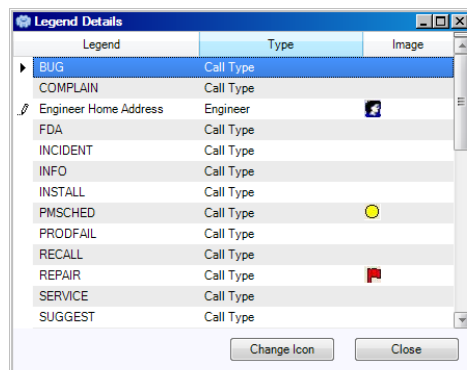 Legend Details
Legend Type Image
BUG Call Type
COMPLAIN Call Type
Engineer Home Address Engineer
FDA Call Type
INCIDENT Call Type
INFO Call Type
INSTALL Call Type
PMSCHED Call Type
PRODFAIL Call Type
RECALL Call Type
REPAIR Call Type
SERVICE Call Type
SUGGEST Call Type
Change Icon Close